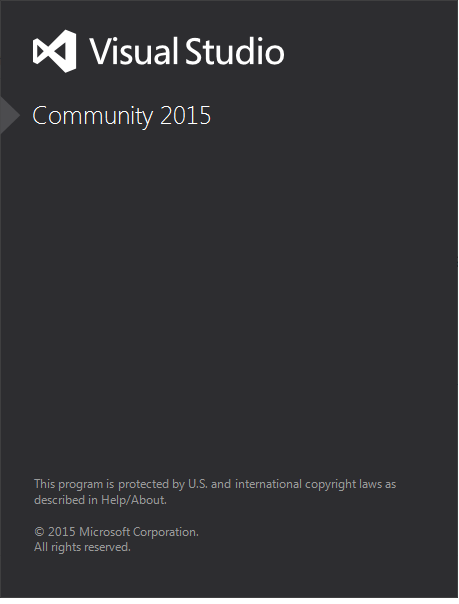 Visual Studio
Community 2015
This program is protected by U.S. and international copyright laws as
described in Help/About.
© 2015 Microsoft Corporation.
All rights reserved.